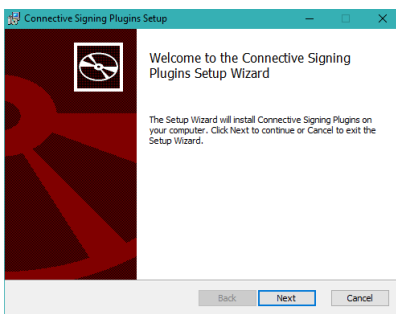 Connective Signing Plugins Setup
Welcome to the Connective Signing
Plugins Setup Wizard
The Setup Wizard will install Connective Signing Plugins on
your computer. Click Next to continue or Cancel to exit the
Setup Wizard.
Back Next Cancel